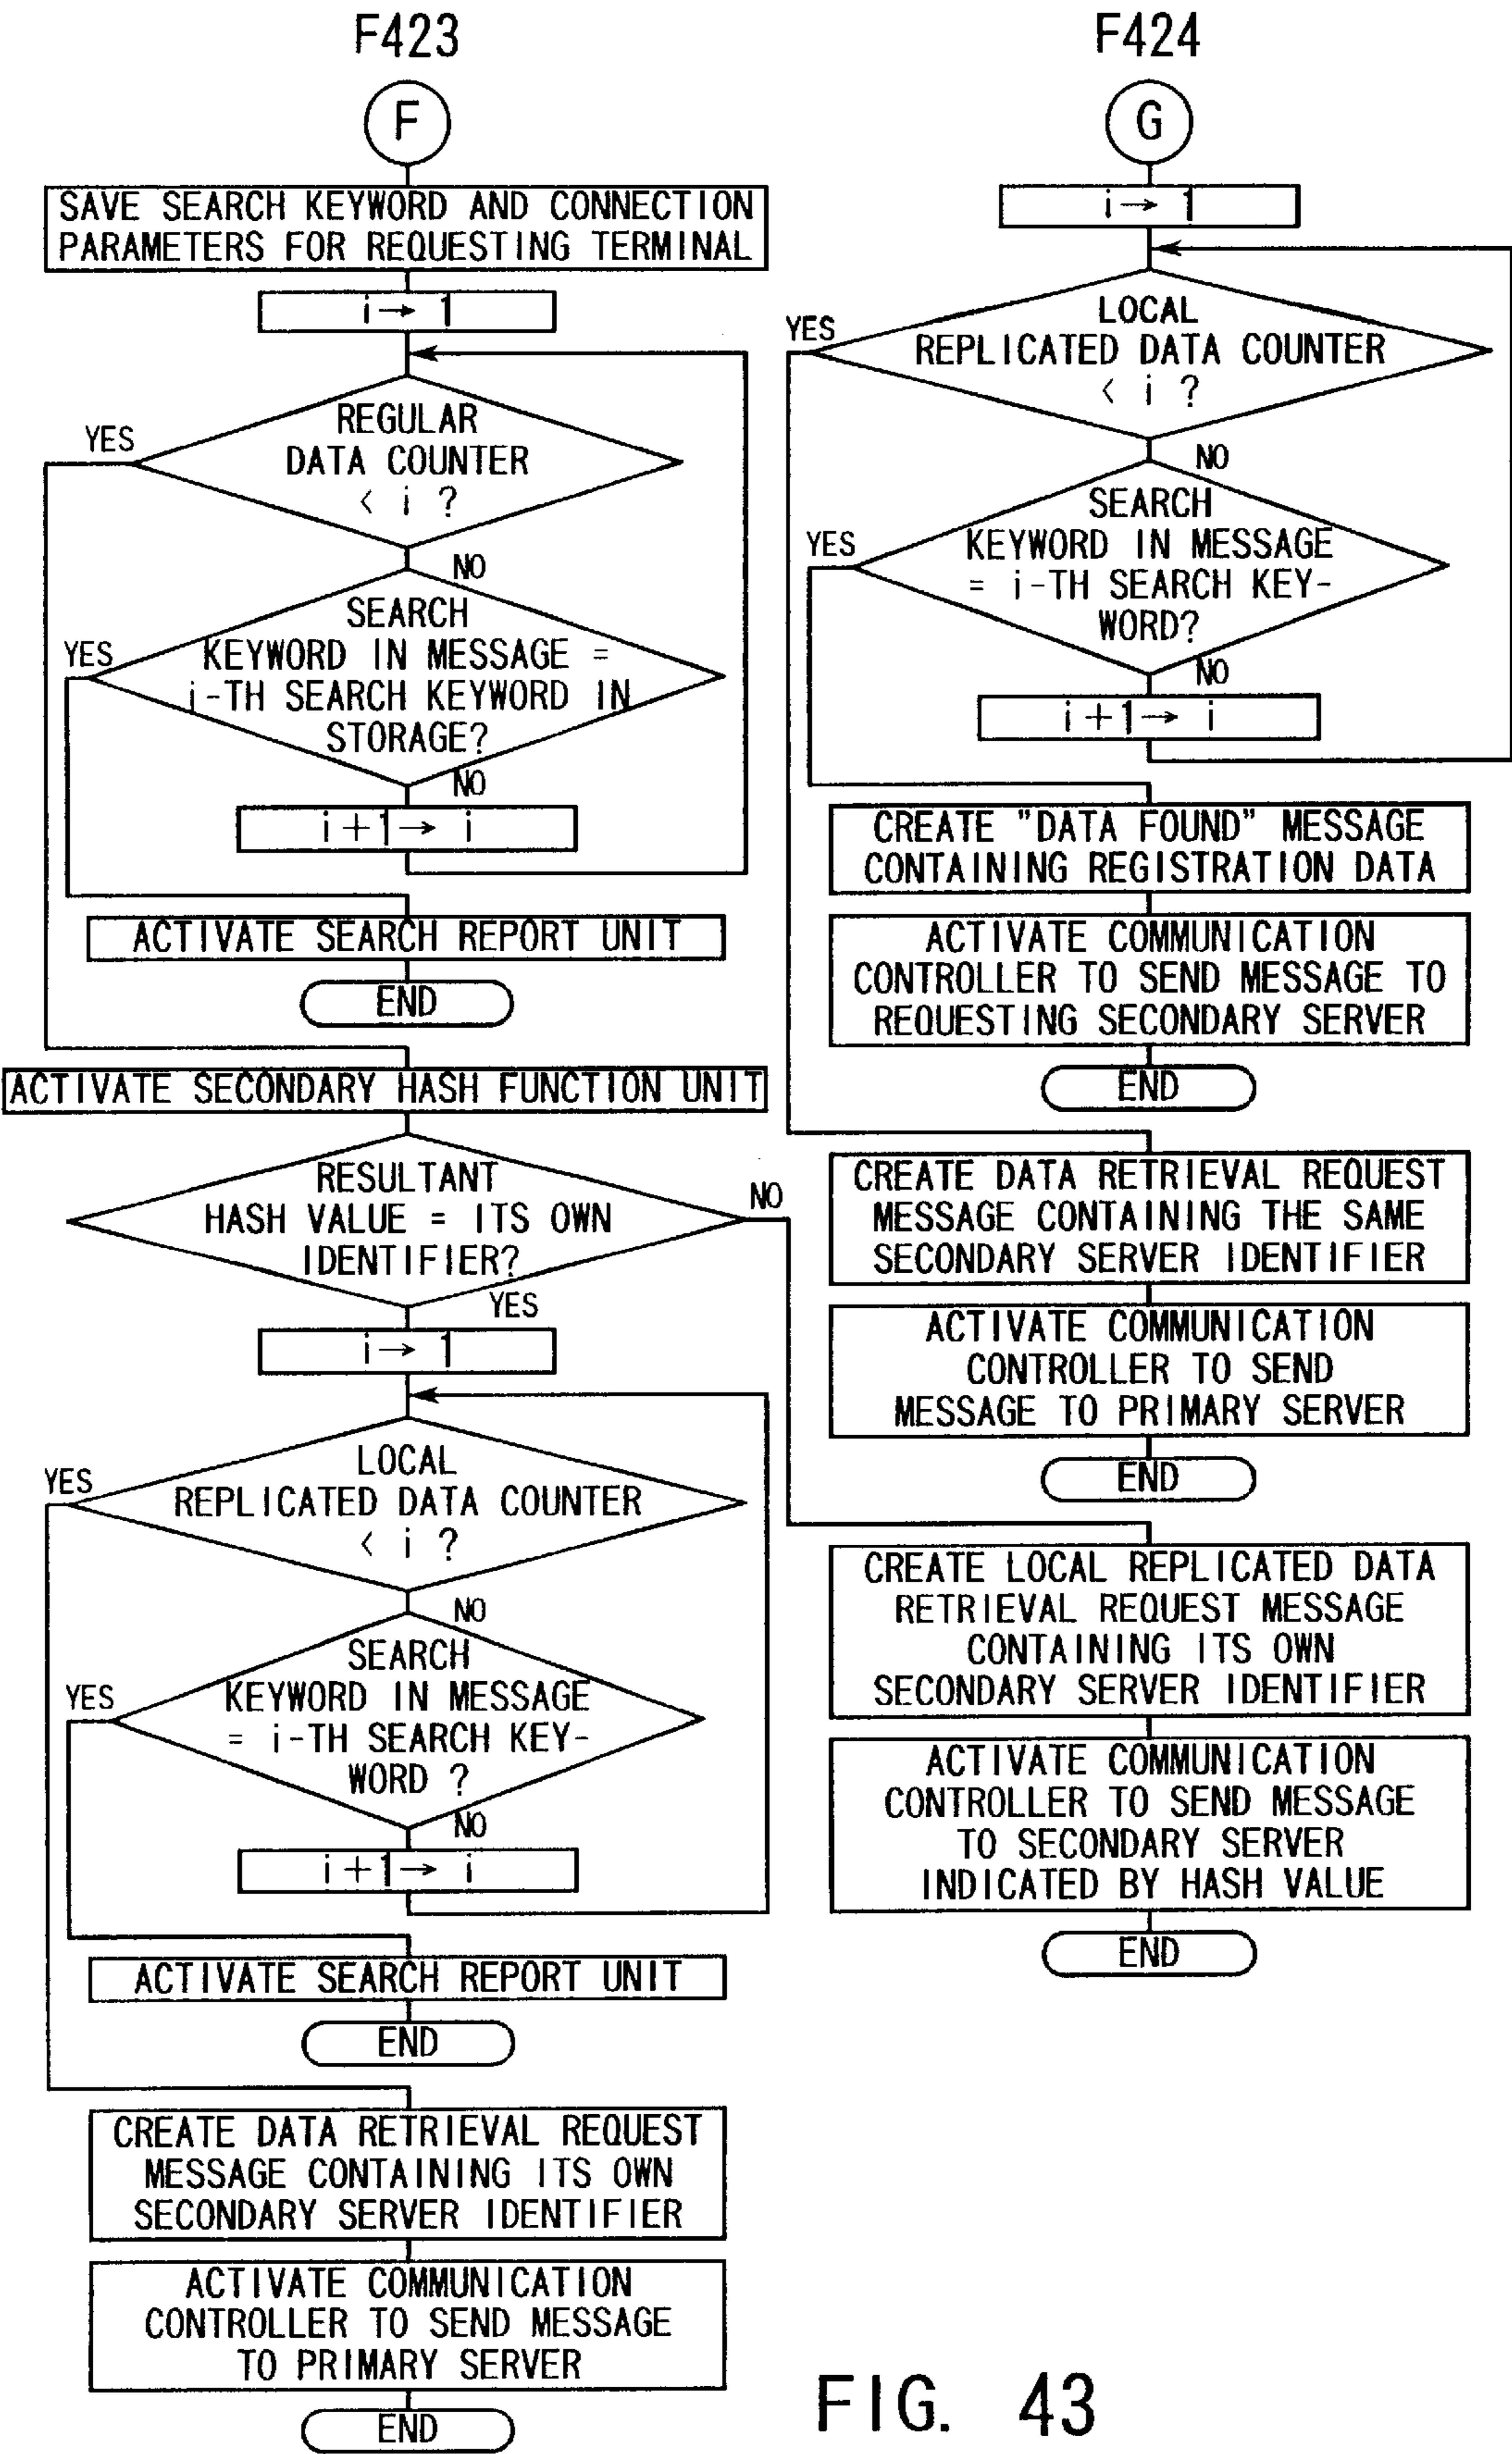 F423
F
SAVE SEARCH KEYWORD AND CONNECTION
PARAMETERS FOR REQUESTING TERMINAL
i → 1
REGULAR
DATA COUNTER
< i ?
YES
NO
SEARCH
KEYWORD IN MESSAGE =
i-TH SEARCH KEYWORD IN
STORAGE?
YES
NO
i+1 → i
ACTIVATE SEARCH REPORT UNIT
END
ACTIVATE SECONDARY HASH FUNCTION UNIT
RESULTANT
HASH VALUE = ITS OWN
IDENTIFIER?
NO
YES
i → 1
LOCAL
REPLICATED DATA COUNTER
< i ?
YES
NO
SEARCH
KEYWORD IN MESSAGE
= i-TH SEARCH KEY-
WORD ?
YES
NO
i+1 → i
ACTIVATE SEARCH REPORT UNIT
END
CREATE DATA RETRIEVAL REQUEST
MESSAGE CONTAINING ITS OWN
SECONDARY SERVER IDENTIFIER
ACTIVATE COMMUNICATION
CONTROLLER TO SEND MESSAGE
TO PRIMARY SERVER
END
F424
G
i → 1
LOCAL
REPLICATED DATA COUNTER
< i ?
YES
NO
SEARCH
KEYWORD IN MESSAGE
= i-TH SEARCH KEY-
WORD?
YES
NO
i+1 → i
CREATE "DATA FOUND" MESSAGE
CONTAINING REGISTRATION DATA
ACTIVATE COMMUNICATION
CONTROLLER TO SEND MESSAGE TO
REQUESTING SECONDARY SERVER
END
CREATE DATA RETRIEVAL REQUEST
MESSAGE CONTAINING THE SAME
SECONDARY SERVER IDENTIFIER
ACTIVATE COMMUNICATION
CONTROLLER TO SEND
MESSAGE TO PRIMARY SERVER
END
CREATE LOCAL REPLICATED DATA
RETRIEVAL REQUEST MESSAGE
CONTAINING ITS OWN
SECONDARY SERVER IDENTIFIER
ACTIVATE COMMUNICATION
CONTROLLER TO SEND MESSAGE
TO SECONDARY SERVER
INDICATED BY HASH VALUE
END
FIG. 43